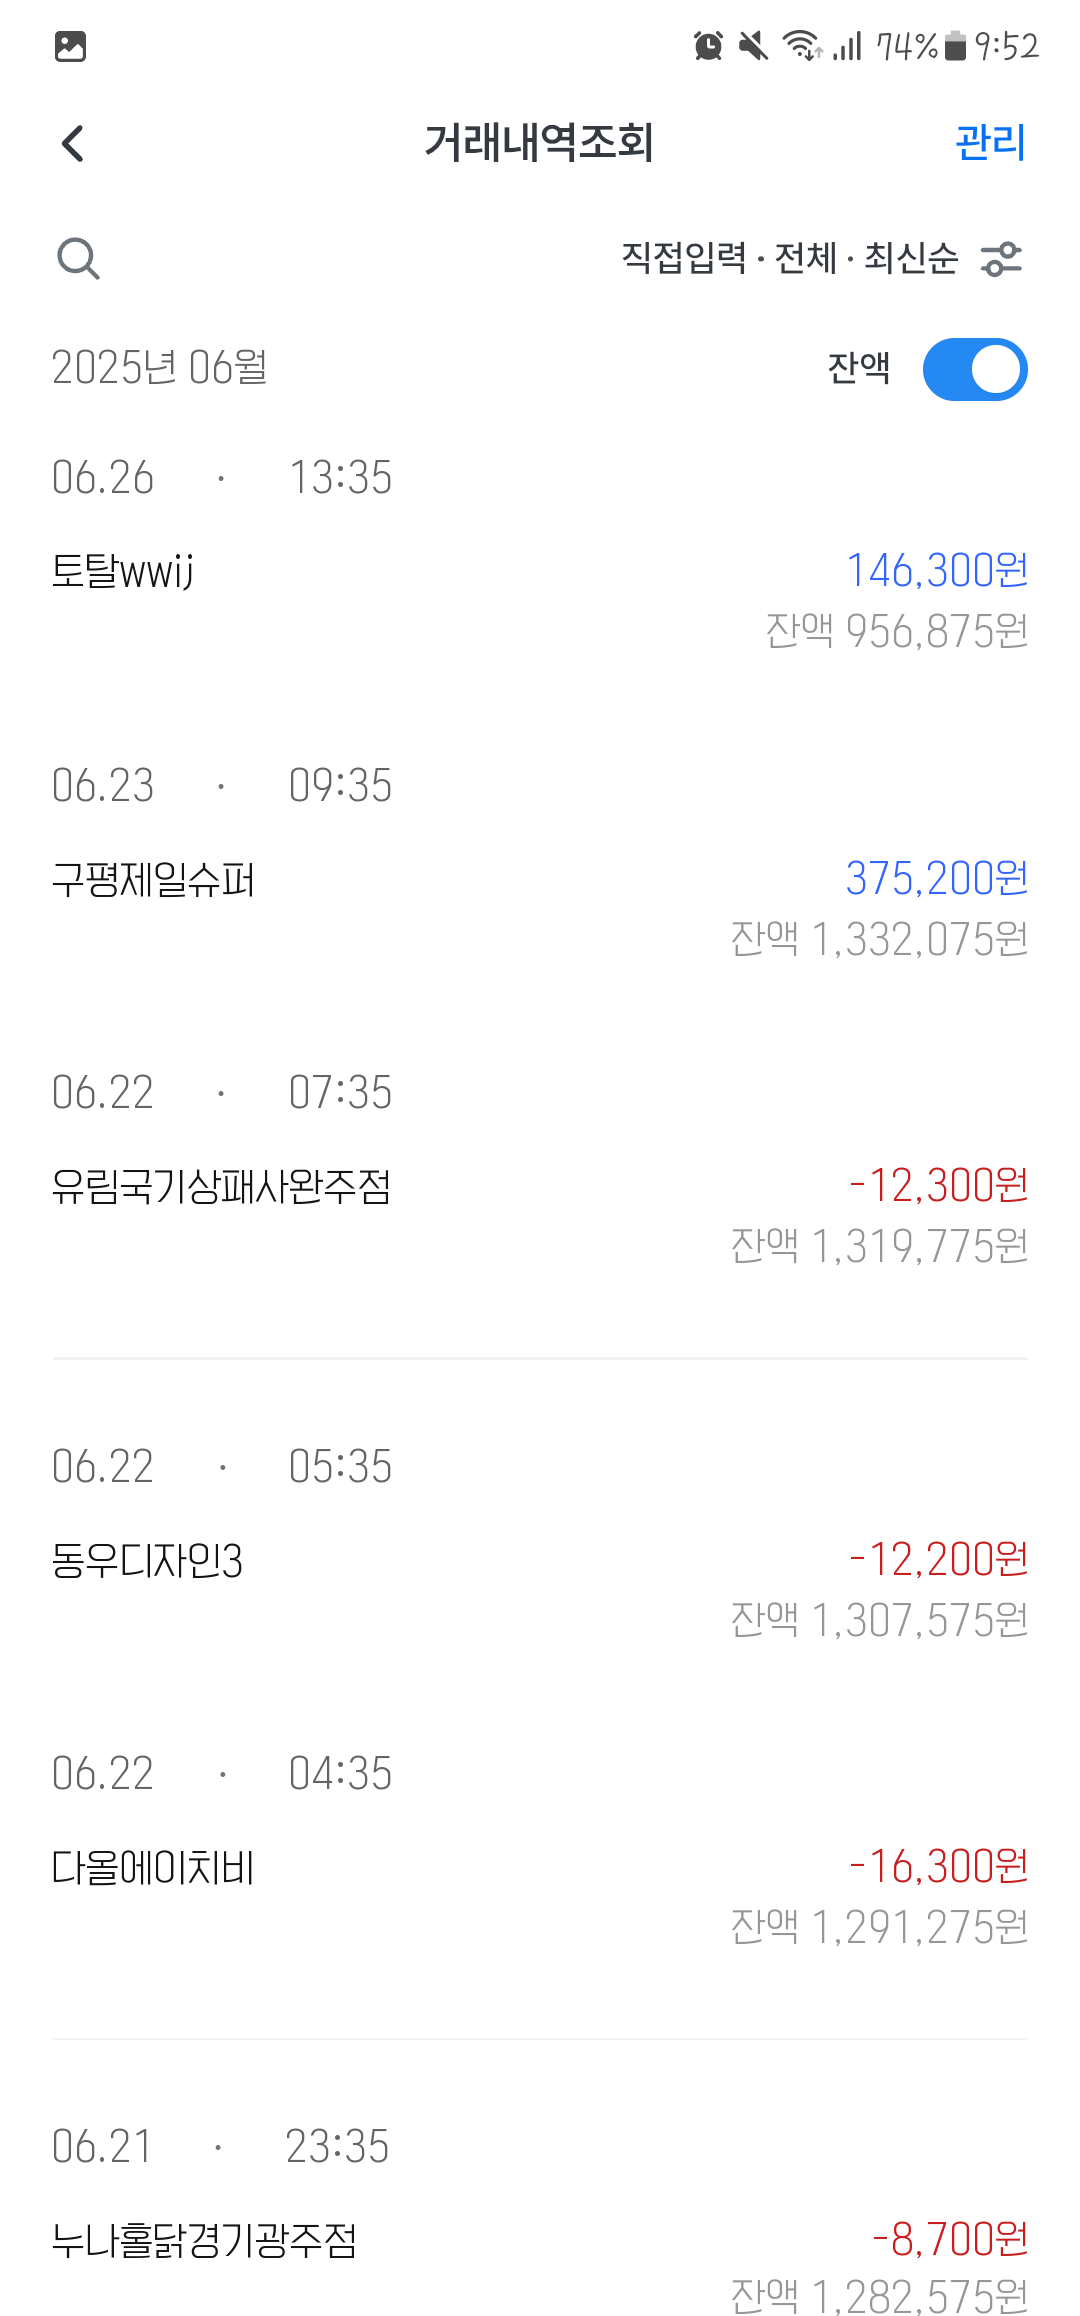 74% 9:52
거래내역조회 관리
직접입력 · 전체 · 최신순
2025년 06월 잔액
06.26 · 13:35
토탈wwij 146,300원
잔액 956,875원
06.23 · 09:35
구평제일슈퍼 375,200원
잔액 1,332,075원
06.22 · 07:35
유림국기상패사완주점 -12,300원
잔액 1,319,775원
06.22 · 05:35
동우디자인3 -12,200원
잔액 1,307,575원
06.22 · 04:35
다올에이치비 -16,300원
잔액 1,291,275원
06.21 · 23:35
누나홀닭경기광주점 -8,700원
잔액 1,282,575원